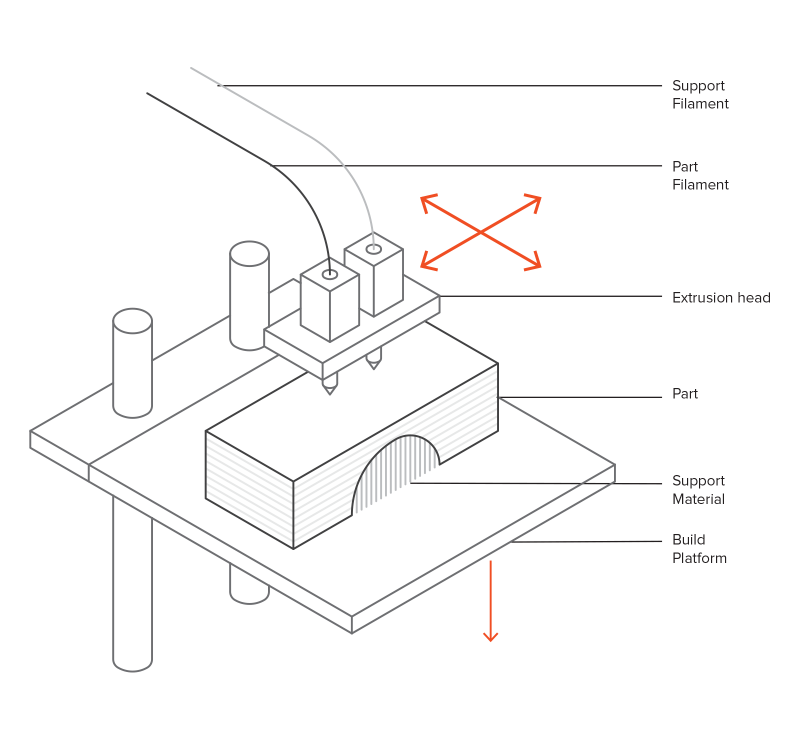 Support
Filament
Part
Filament
Extrusion head
Part
Support
Material
Build
Platform